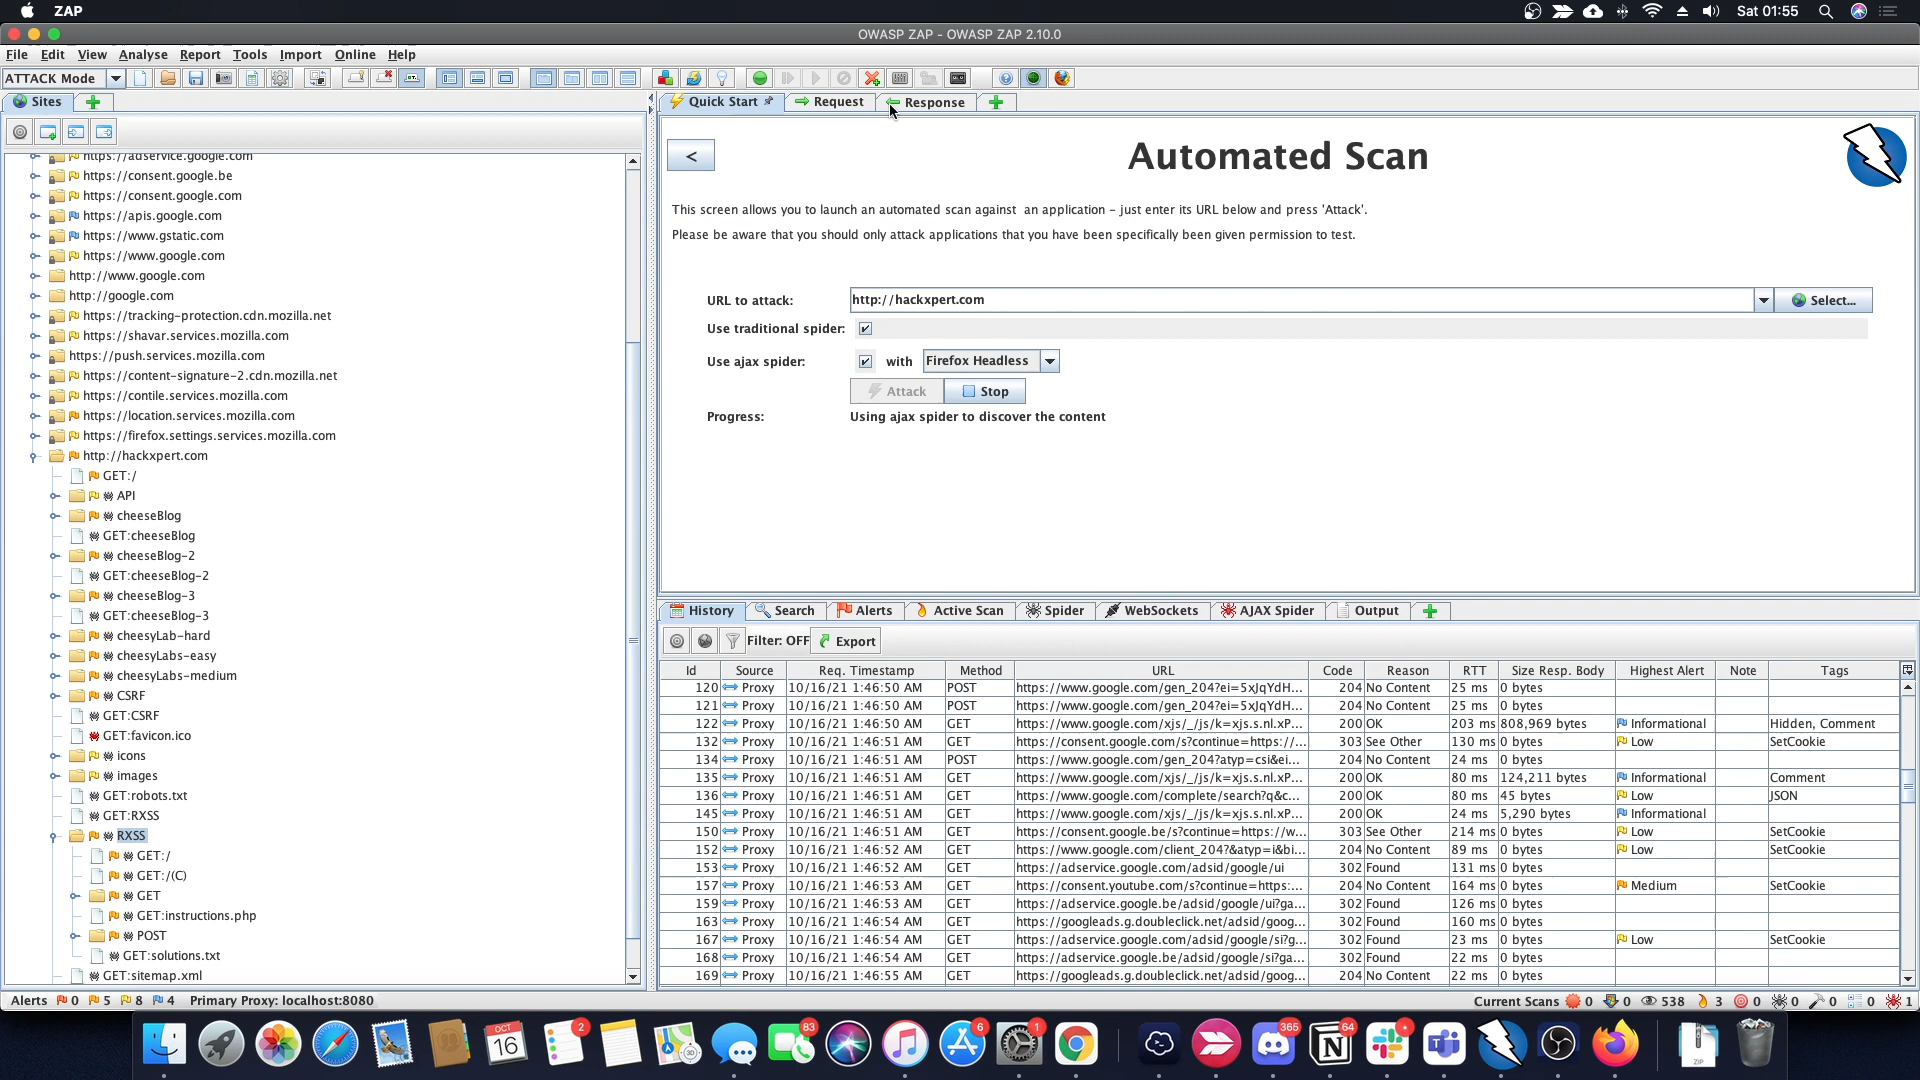 ZAP
Sat 01:55
OWASP ZAP - OWASP ZAP 2.10.0
File Edit View Analyse Report Tools Import Online Help
ATTACK Mode
Sites
Quick Start
Request
Response
<
Automated Scan
This screen allows you to launch an automated scan against an application – just enter its URL below and press 'Attack'.
Please be aware that you should only attack applications that you have been specifically been given permission to test.
URL to attack:
http://hackxpert.com
Select...
Use traditional spider:
Use ajax spider:
with
Firefox Headless
Attack
Stop
Progress:
Using ajax spider to discover the content
https://adservice.google.com
https://consent.google.be
https://consent.google.com
https://apis.google.com
https://www.gstatic.com
https://www.google.com
http://www.google.com
http://google.com
https://tracking-protection.cdn.mozilla.net
https://shavar.services.mozilla.com
https://push.services.mozilla.com
https://content-signature-2.cdn.mozilla.net
https://contile.services.mozilla.com
https://location.services.mozilla.com
https://firefox.settings.services.mozilla.com
http://hackxpert.com
GET:/
API
cheeseBlog
GET:cheeseBlog
cheeseBlog-2
GET:cheeseBlog-2
cheeseBlog-3
GET:cheeseBlog-3
cheesyLab-hard
cheesyLabs-easy
cheesyLabs-medium
CSRF
GET:CSRF
GET:favicon.ico
icons
images
GET:robots.txt
GET:RXSS
RXSS
GET:/
GET:/(C)
GET
GET:instructions.php
POST
GET:solutions.txt
GET:sitemap.xml
History
Search
Alerts
Active Scan
Spider
WebSockets
AJAX Spider
Output
Filter: OFF
Export
Id Source Req. Timestamp Method URL Code Reason RTT Size Resp. Body Highest Alert Note Tags
120 Proxy 10/16/21 1:46:50 AM POST https://www.google.com/gen_204?ei=5xJqYdH... 204 No Content 25 ms 0 bytes
121 Proxy 10/16/21 1:46:50 AM POST https://www.google.com/gen_204?ei=5xJqYdH... 204 No Content 25 ms 0 bytes
122 Proxy 10/16/21 1:46:50 AM GET https://www.google.com/xjs/_/js/k=xjs.s.nl.xP... 200 OK 203 ms 808,969 bytes Informational Hidden, Comment
132 Proxy 10/16/21 1:46:51 AM GET https://consent.google.com/s?continue=https://... 303 See Other 130 ms 0 bytes Low SetCookie
134 Proxy 10/16/21 1:46:51 AM POST https://www.google.com/gen_204?atyp=csi&ei... 204 No Content 24 ms 0 bytes
135 Proxy 10/16/21 1:46:51 AM GET https://www.google.com/xjs/_/js/k=xjs.s.nl.xP... 200 OK 80 ms 124,211 bytes Informational Comment
136 Proxy 10/16/21 1:46:51 AM GET https://www.google.com/complete/search?q&c... 200 OK 80 ms 45 bytes Low JSON
145 Proxy 10/16/21 1:46:51 AM GET https://www.google.com/xjs/_/js/k=xjs.s.nl.xP... 200 OK 24 ms 5,290 bytes Informational
150 Proxy 10/16/21 1:46:51 AM GET https://consent.google.be/s?continue=https://w... 303 See Other 214 ms 0 bytes Low SetCookie
152 Proxy 10/16/21 1:46:52 AM GET https://www.google.com/client_204?&atyp=i&bi... 204 No Content 89 ms 0 bytes Low SetCookie
153 Proxy 10/16/21 1:46:52 AM GET https://adservice.google.com/adsid/google/ui 302 Found 131 ms 0 bytes
157 Proxy 10/16/21 1:46:53 AM GET https://consent.youtube.com/s?continue=https:... 204 No Content 164 ms 0 bytes Medium SetCookie
159 Proxy 10/16/21 1:46:53 AM GET https://adservice.google.be/adsid/google/ui?ga... 302 Found 126 ms 0 bytes
163 Proxy 10/16/21 1:46:54 AM GET https://googleads.g.doubleclick.net/adsid/goog... 302 Found 160 ms 0 bytes
167 Proxy 10/16/21 1:46:54 AM GET https://adservice.google.com/adsid/google/si?g... 302 Found 23 ms 0 bytes Low SetCookie
168 Proxy 10/16/21 1:46:54 AM GET https://adservice.google.be/adsid/google/si?ga... 302 Found 22 ms 0 bytes
169 Proxy 10/16/21 1:46:55 AM GET https://googleads.g.doubleclick.net/adsid/goog... 204 No Content 22 ms 0 bytes
Alerts 0 5 8 4 Primary Proxy: localhost:8080
Current Scans 0 0 538 3 0 0 0 0 1
OCT
16
2
83
6
1
365
64
ZIP